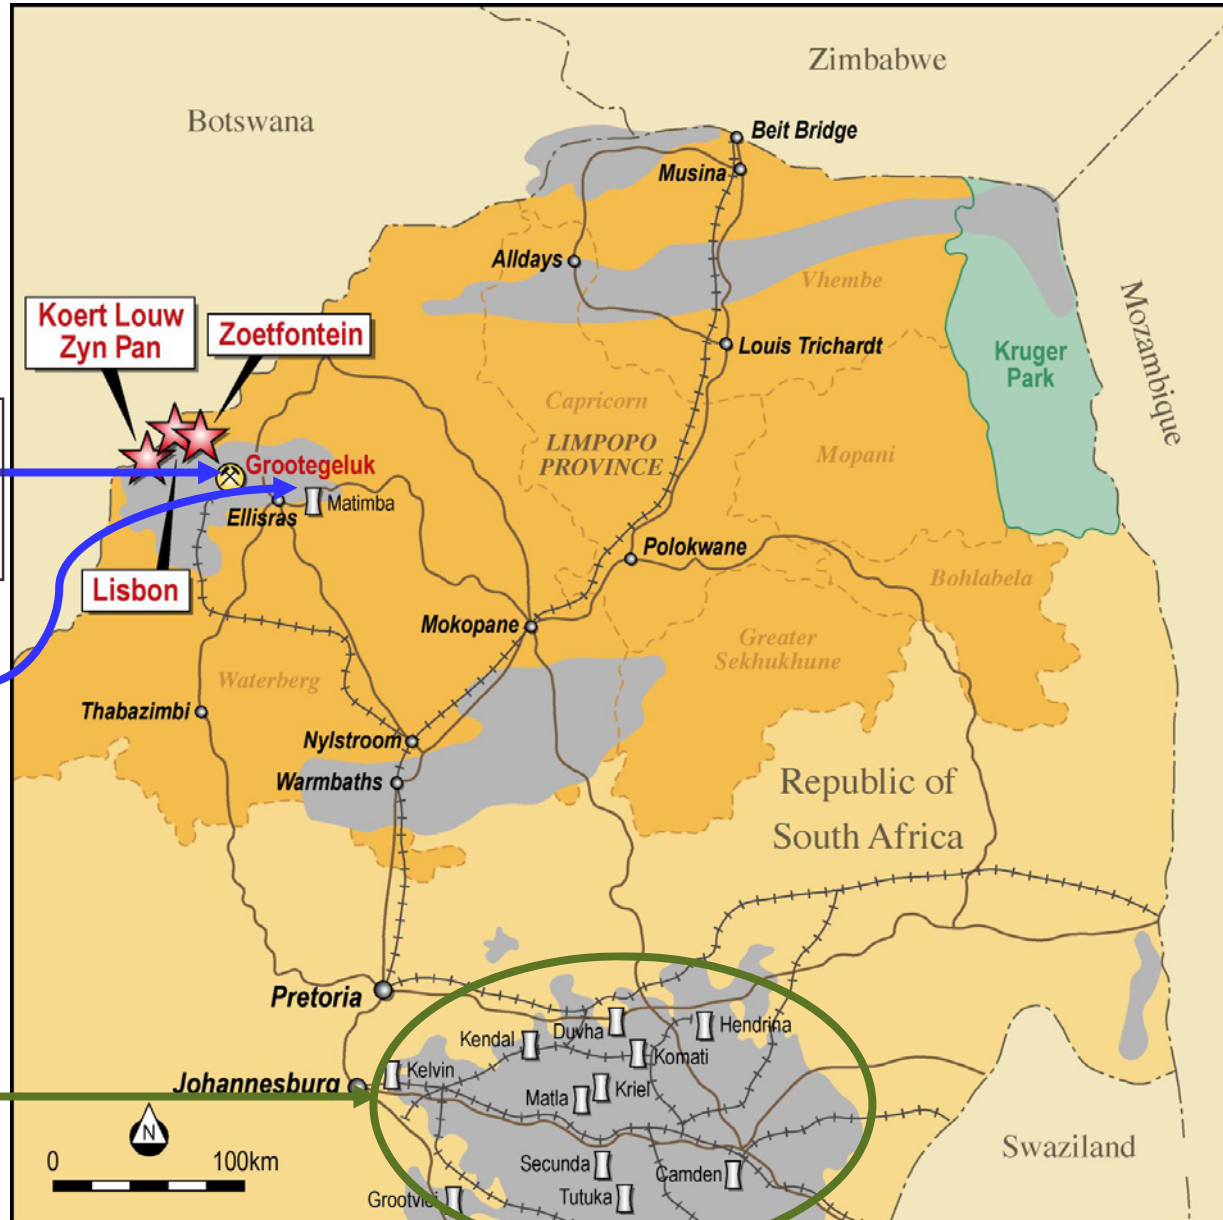 Zimbabwe
Botswana
Beit Bridge
Musina
Alldays
Vhembe
Mozambique
Koert Louw
Zyn Pan
Zoetfontein
Louis Trichardt
Kruger
Park
Capricorn
LIMPOPO
PROVINCE
Mopani
Grootegeluk
Matimba
Ellisras
Lisbon
Polokwane
Bohlabela
Mokopane
Greater
Sekhukhune
Waterberg
Thabazimbi
Nylstroom
Warmbaths
Republic of
South Africa
Pretoria
Kendal
Duvha
Hendrina
Komati
Kelvin
Johannesburg
Matla
Kriel
N
0 100km
Secunda
Camden
Swaziland
Grootvlei
Tutuka